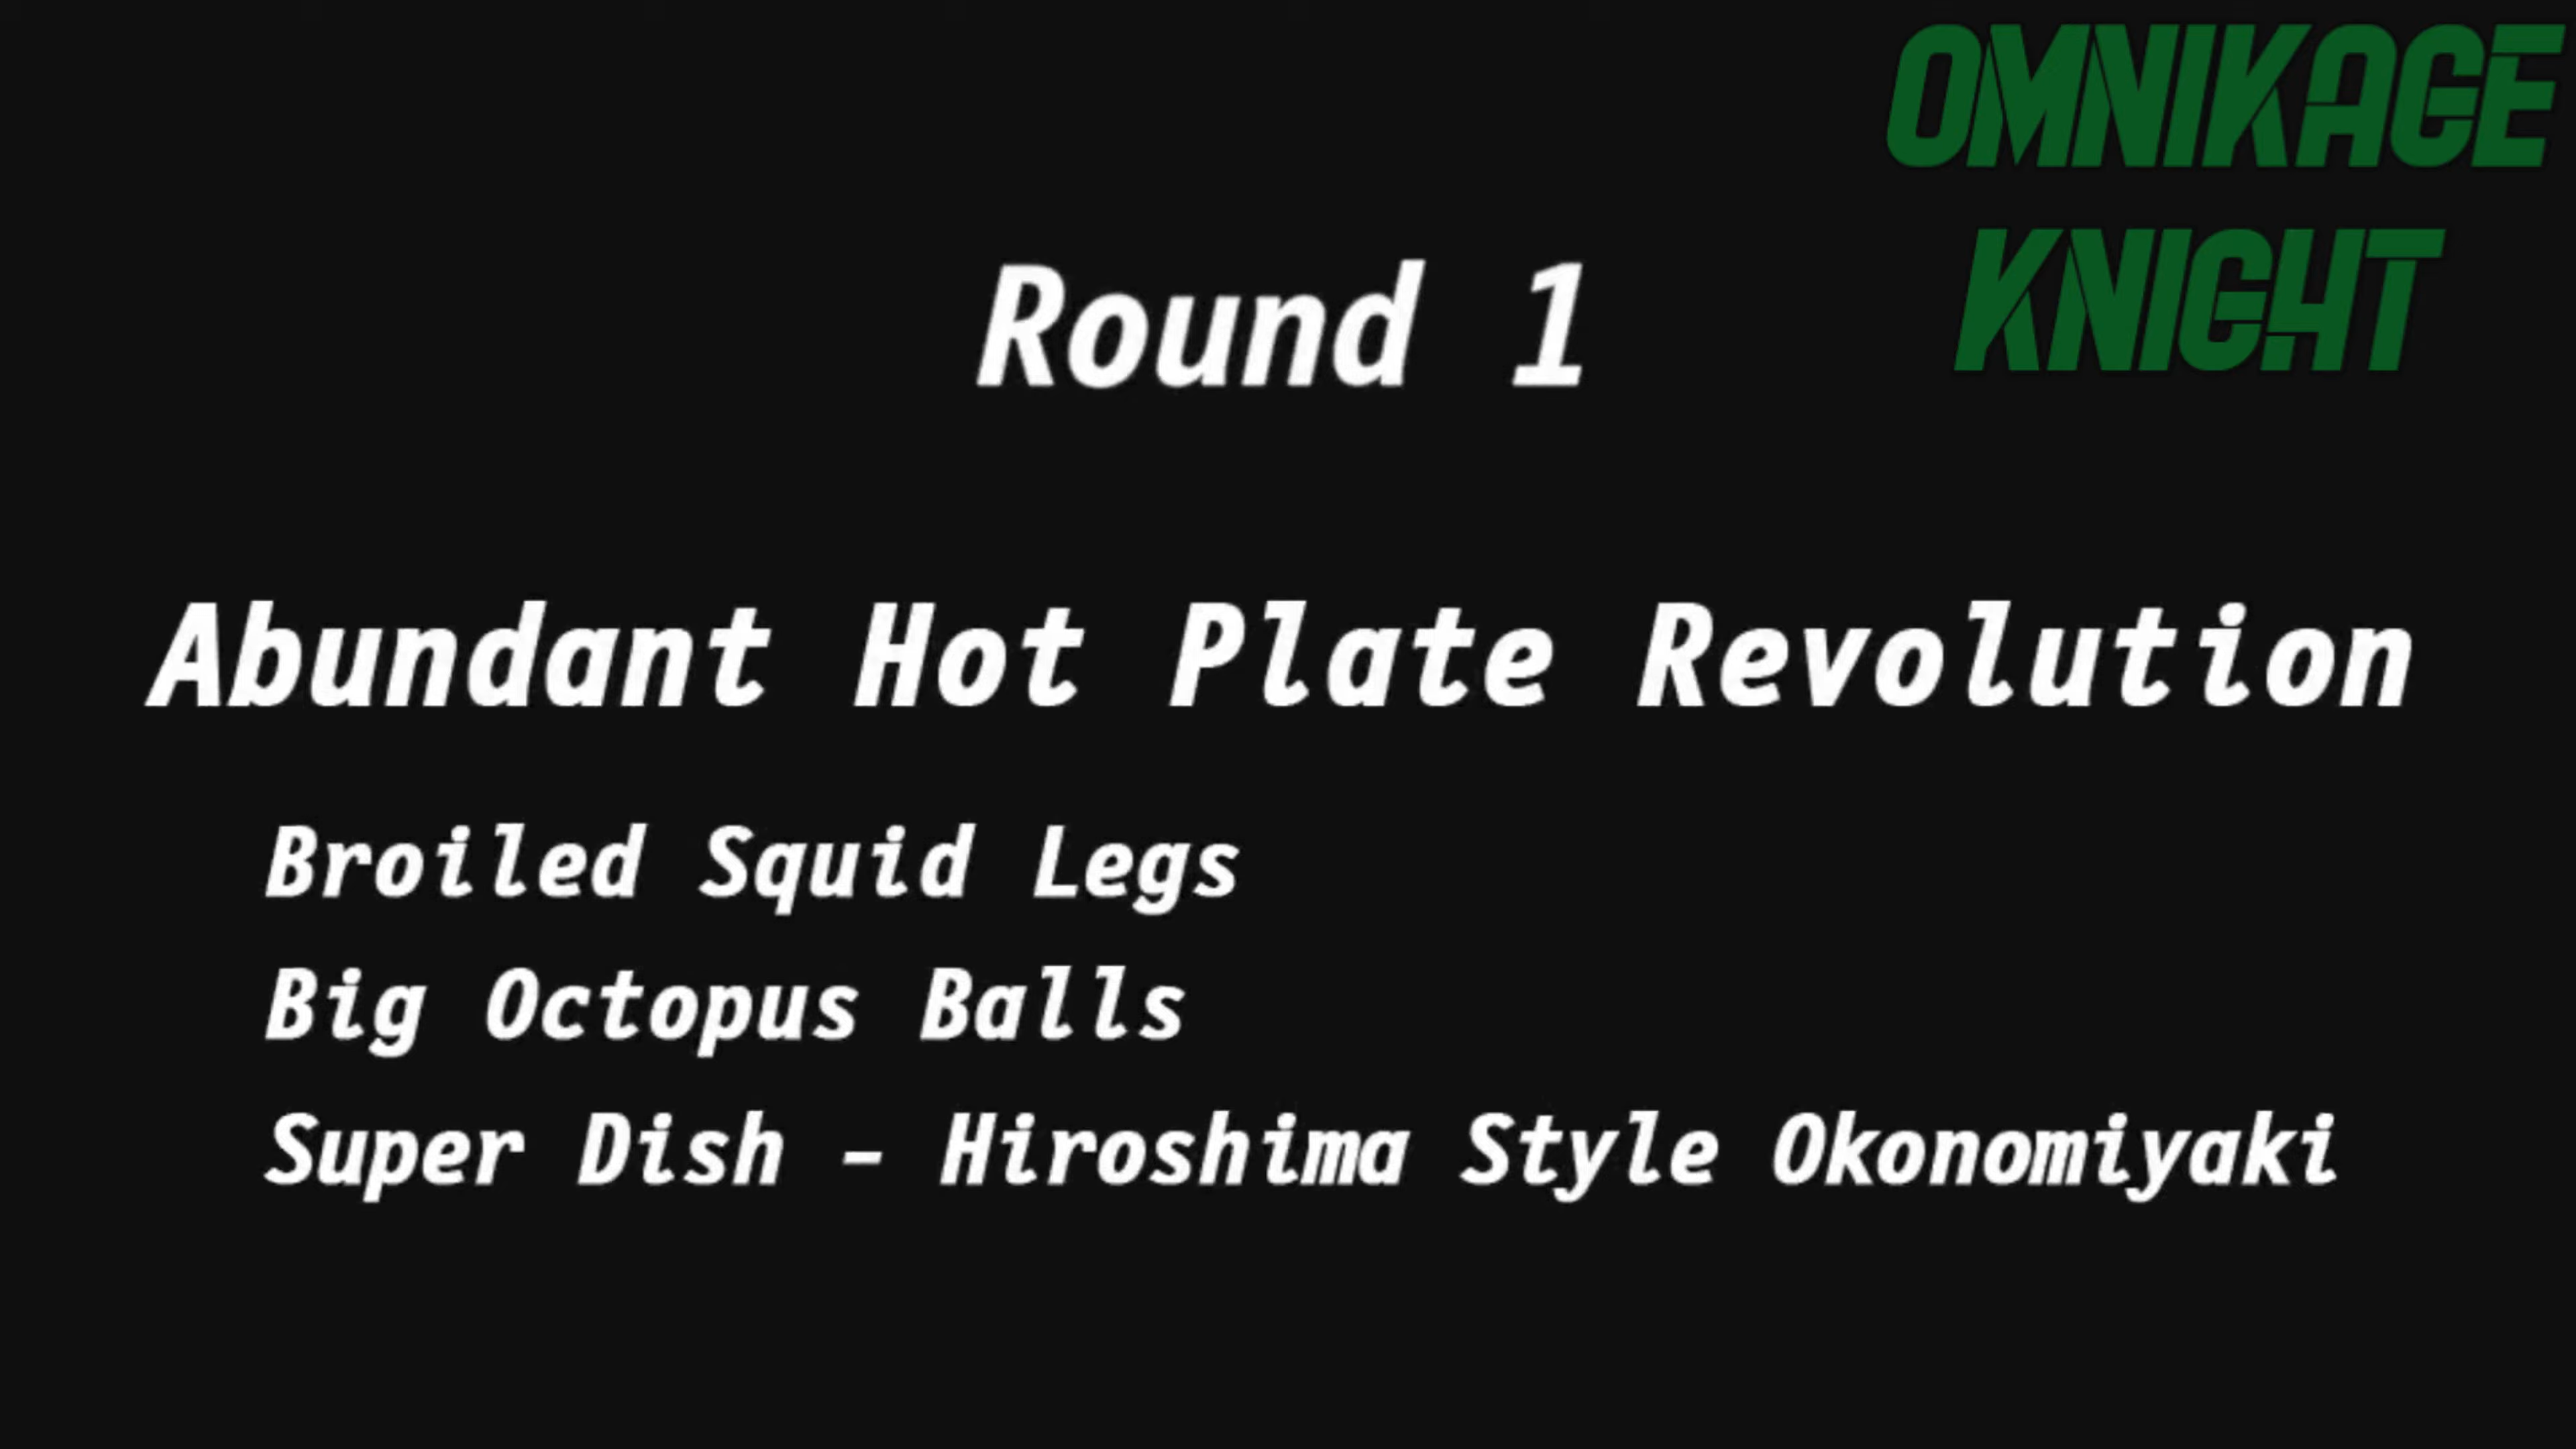 OMNIKAGE
KNIGHT
Round 1
Abundant Hot Plate Revolution
Broiled Squid Legs
Big Octopus Balls
Super Dish - Hiroshima Style Okonomiyaki